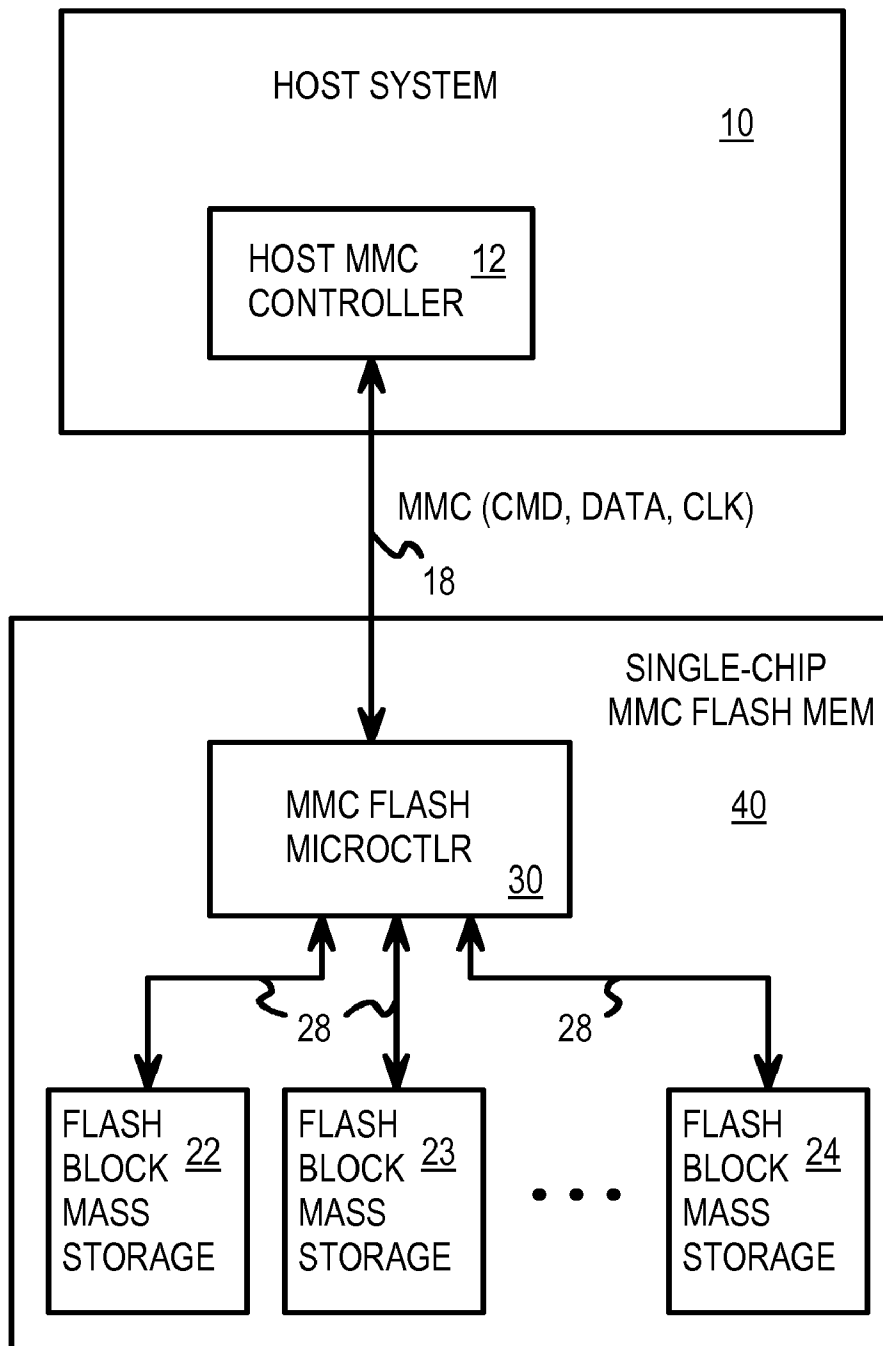 HOST SYSTEM
10
HOST MMC 12
CONTROLLER
MMC (CMD, DATA, CLK)
18
SINGLE-CHIP
MMC FLASH MEM
40
MMC FLASH
MICROCTLR
30
28
28
FLASH
BLOCK 22
MASS
STORAGE
FLASH
BLOCK 23
MASS
STORAGE
FLASH
BLOCK 24
MASS
STORAGE